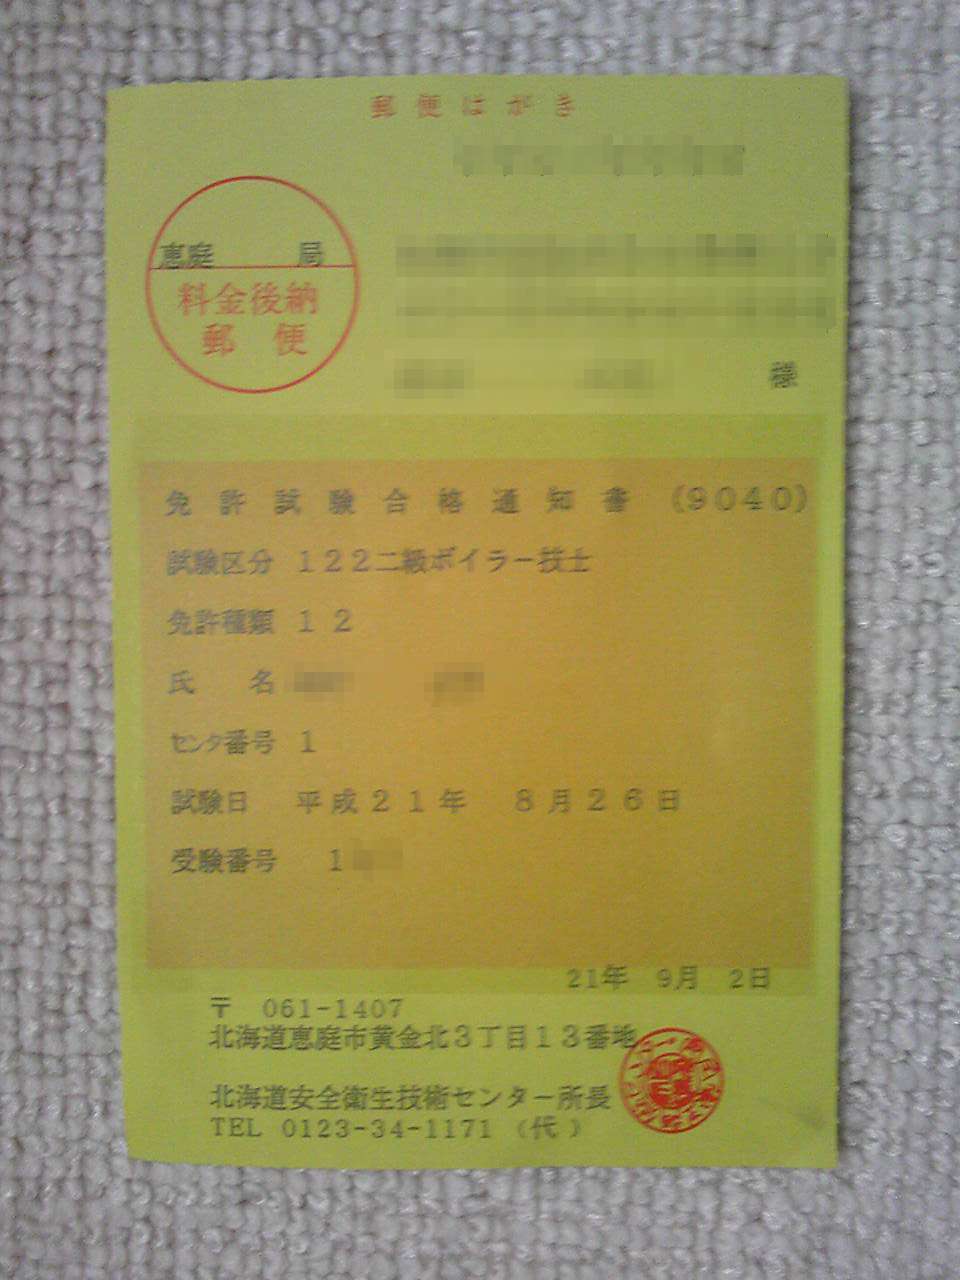 郵便はがき
恵庭 局
料金後納
郵 便
様
免許試験合格通知書 (9040)
試験区分 122二級ボイラー技士
免許種類 12
氏 名
センタ番号 1
試験日 平成21年 8月26日
受験番号 1
21年 9月 2日
〒 061-1407
北海道恵庭市黄金北3丁目13番地
北海道安全衛生技術センター所長
TEL 0123-34-1171 (代)